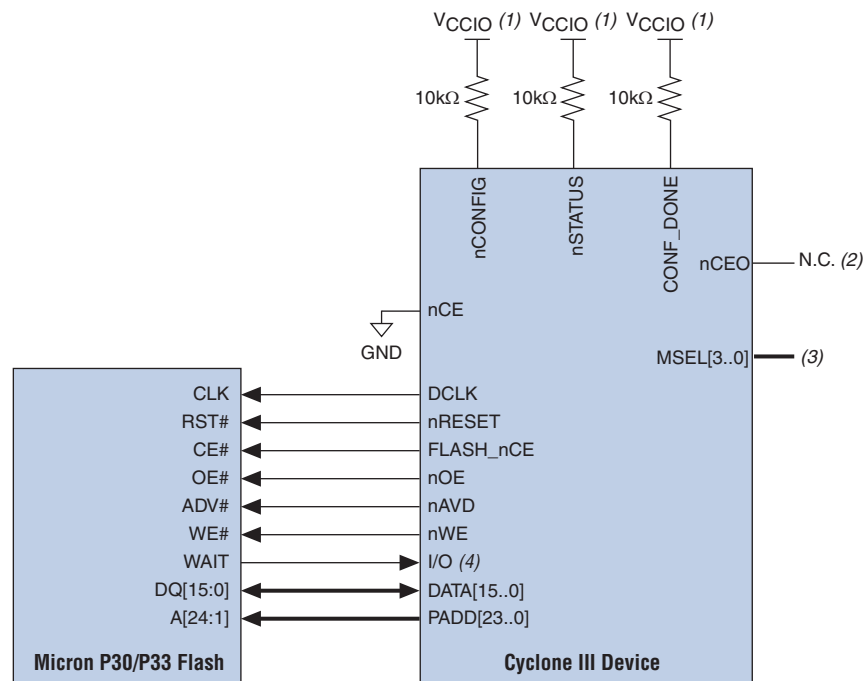 VCCIO (1) VCCIO (1) VCCIO (1)
10kΩ 10kΩ 10kΩ
nCONFIG
nSTATUS
CONF_DONE
nCEO N.C. (2)
nCE
GND
MSEL[3..0] (3)
CLK DCLK
RST# nRESET
CE# FLASH_nCE
OE# nOE
ADV# nAVD
WE# nWE
WAIT I/O (4)
DQ[15:0] DATA[15..0]
A[24:1] PADD[23..0]
Micron P30/P33 Flash Cyclone III Device